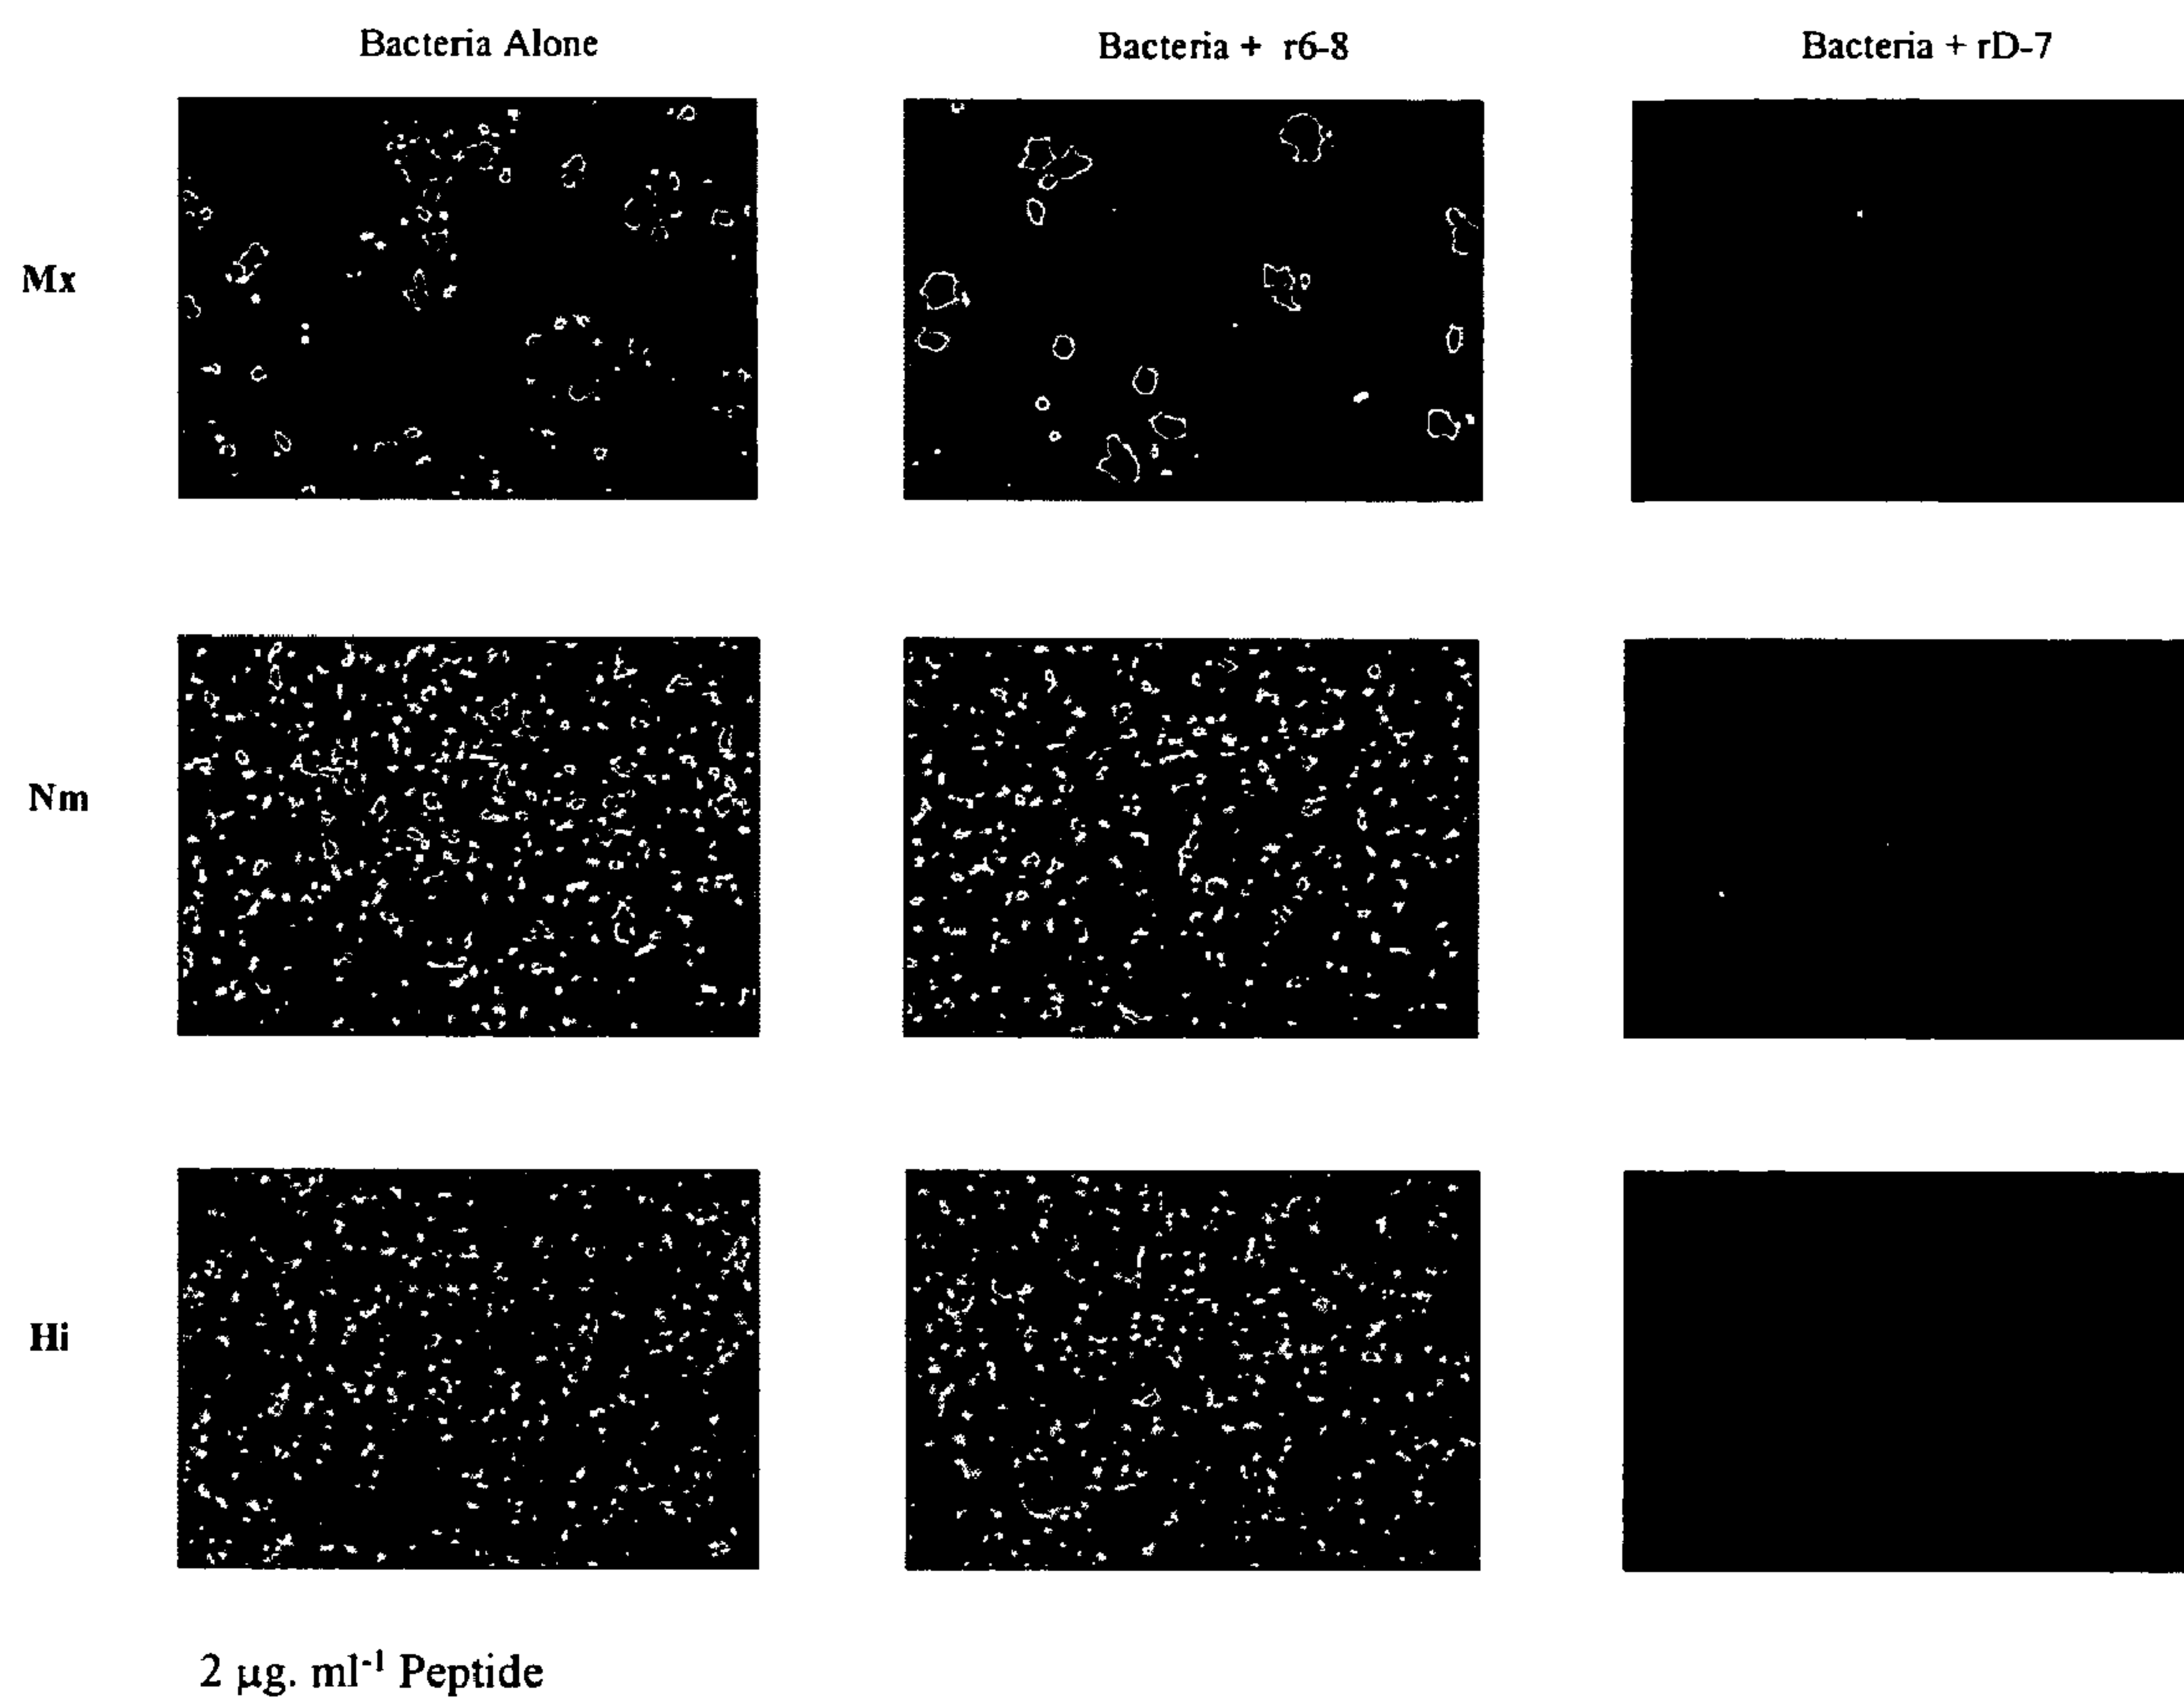 Bacteria Alone
Bacteria + r6-8
Bacteria + rD-7
Mx
Nm
Hi
2 µg. ml⁻¹ Peptide